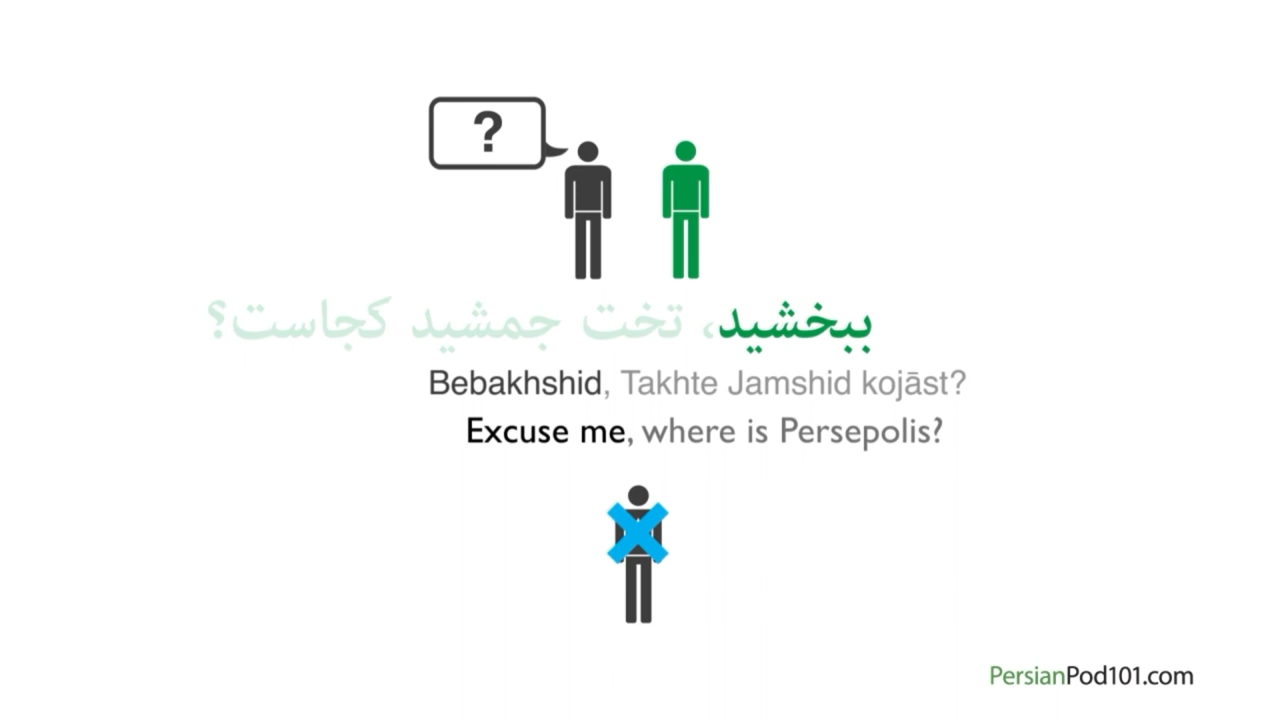 ?
ببخشید، تخت جمشید کجاست؟
Bebakhshid, Takhte Jamshid kojāst?
Excuse me, where is Persepolis?
PersianPod101.com